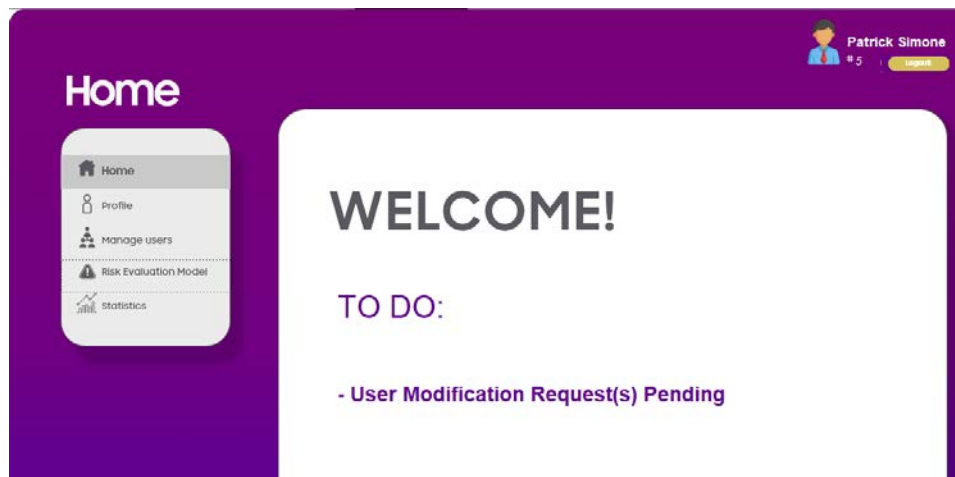 Patrick Simone
#5
Logout
Home
Home
Profile
Manage users
Risk Evaluation Model
Statistics
WELCOME!
TO DO:
- User Modification Request(s) Pending